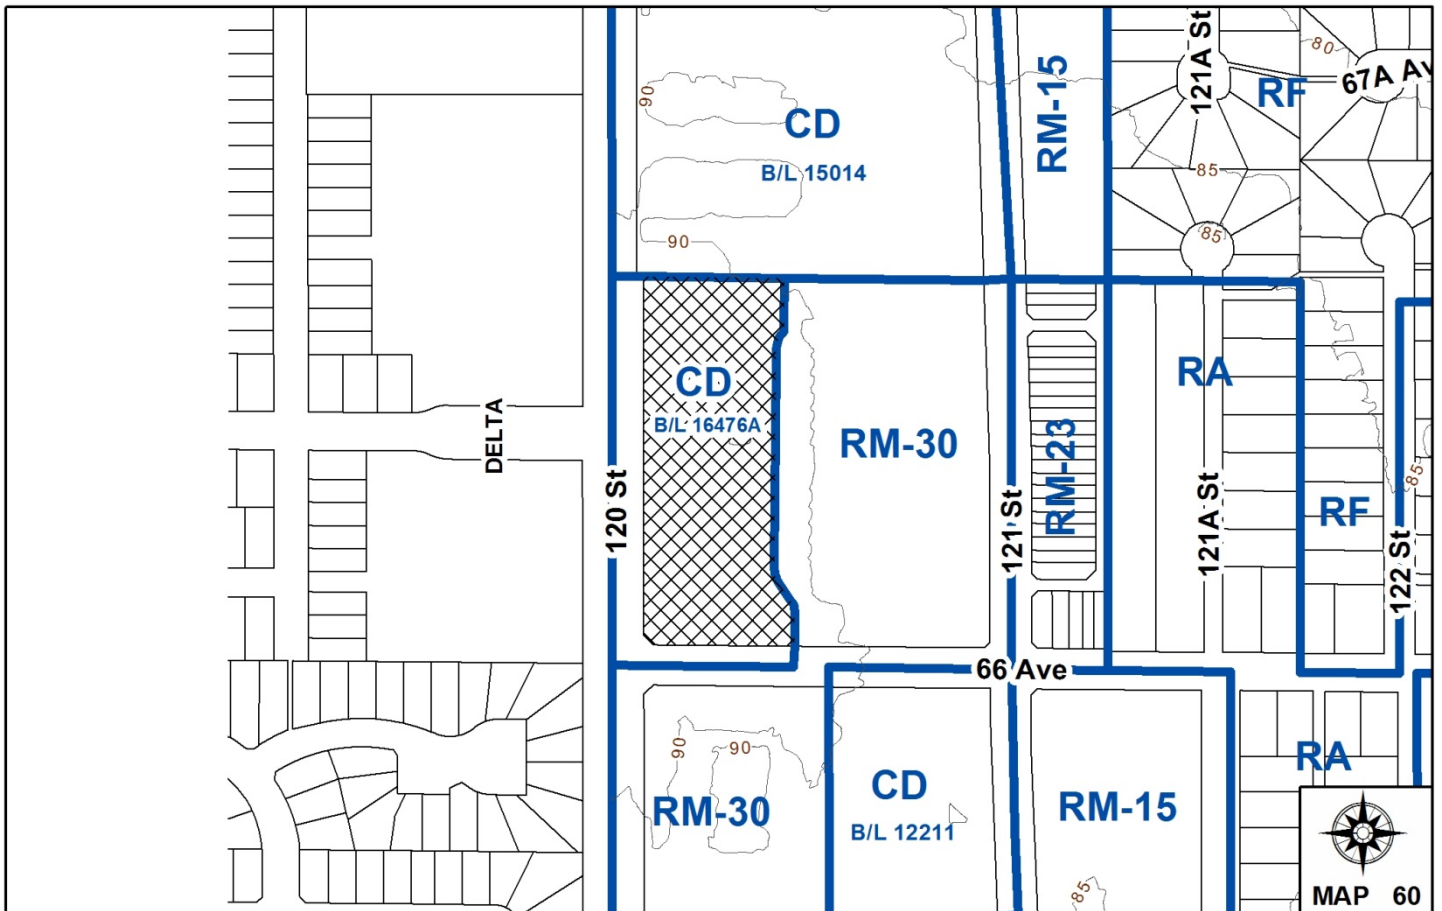 121A St
80
67A Av
RF
RM-15
90
CD
B/L 15014
85
90
85
CD
B/L 16476A
RA
DELTA
RM-30
RM-23
120 St
121 St
121A St
RF
85
122 St
66 Ave
90
90
RM-30
CD
B/L 12211
RM-15
RA
85
MAP 60